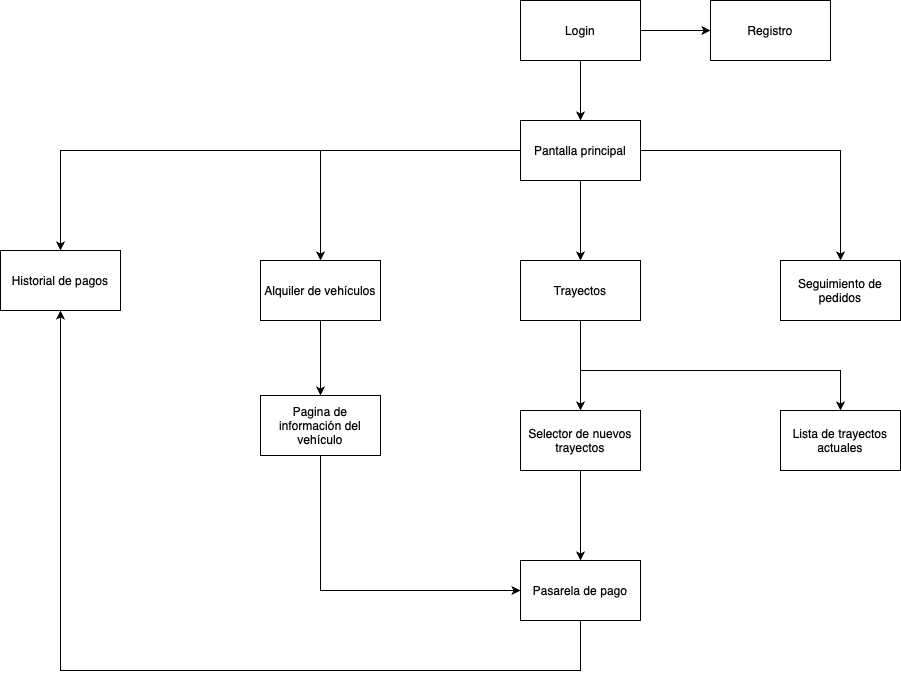 Login
Registro
Pantalla principal
Historial de pagos
Alquiler de vehículos
Trayectos
Seguimiento de
pedidos
Pagina de
información del
vehículo
Selector de nuevos
trayectos
Lista de trayectos
actuales
Pasarela de pago